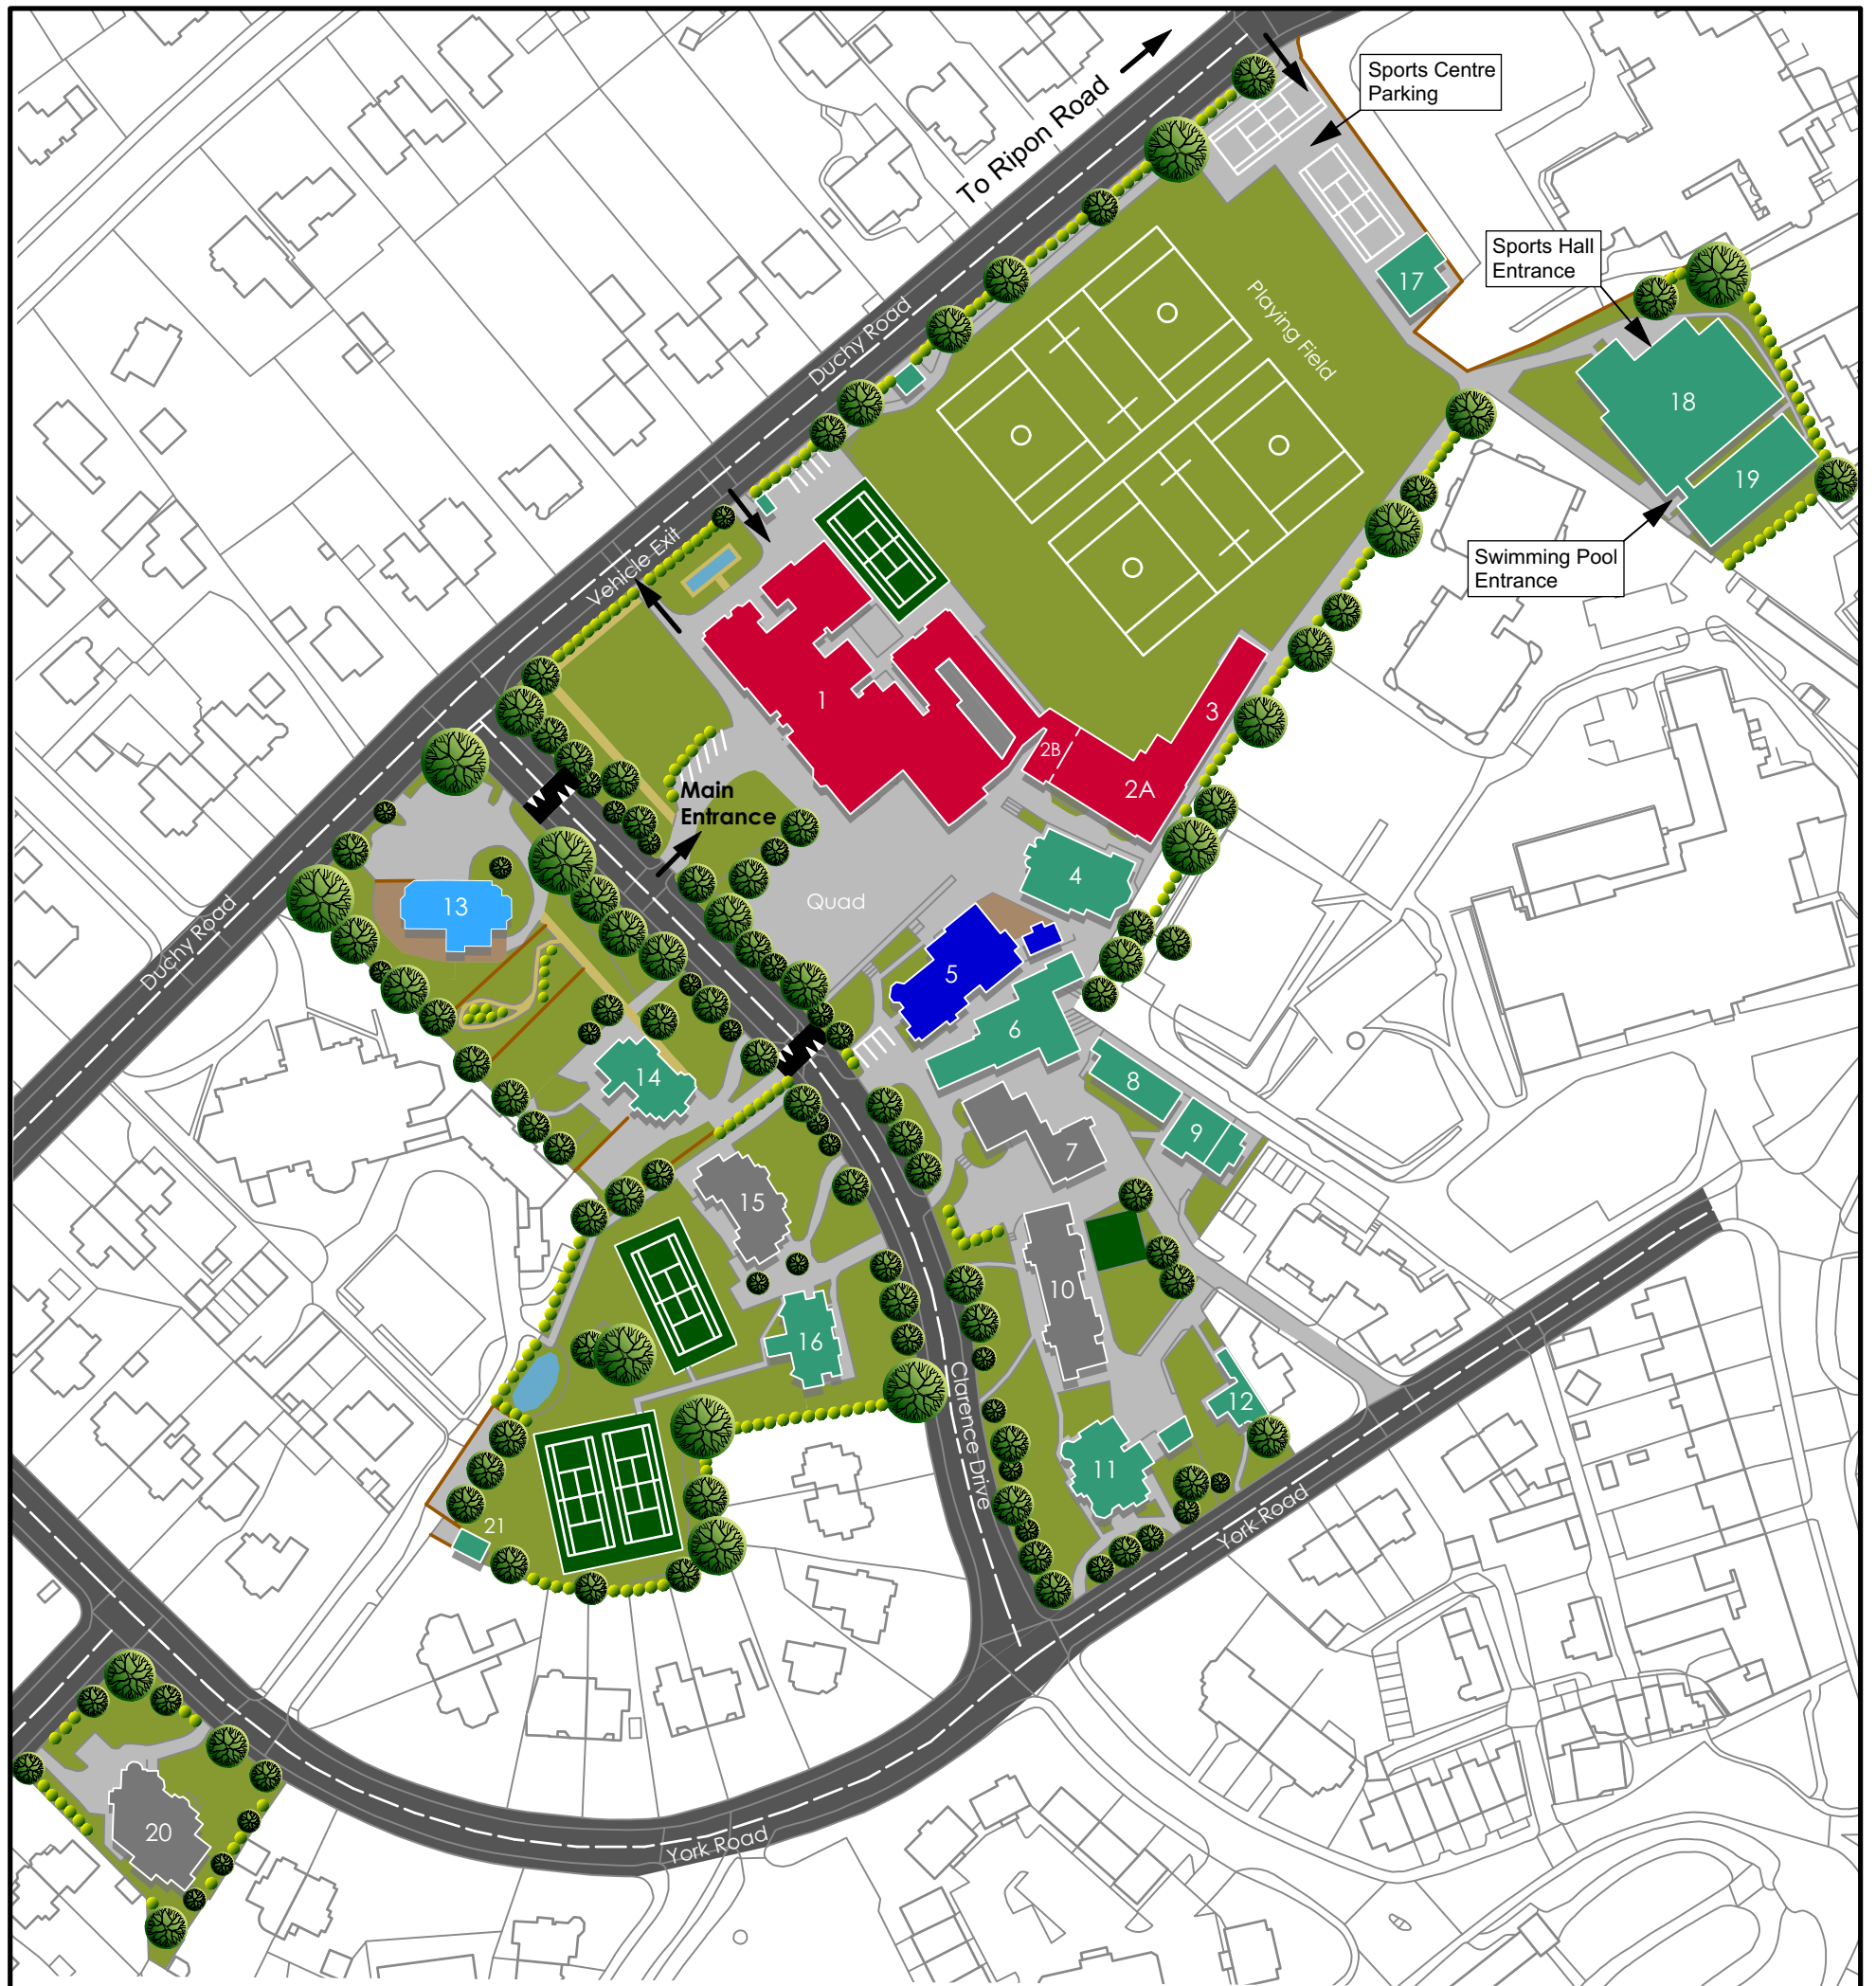 Sports Centre
Parking
To Ripon Road
Sports Hall
Entrance
17
Playing Field
Duchy Road
18
19
Vehicle Exit
Swimming Pool
Entrance
1
3
2B
2A
Main
Entrance
4
Quad
13
Duchy Road
5
6
14
8
9
7
15
10
16
Clarence Drive
12
11
21
York Road
20
York Road